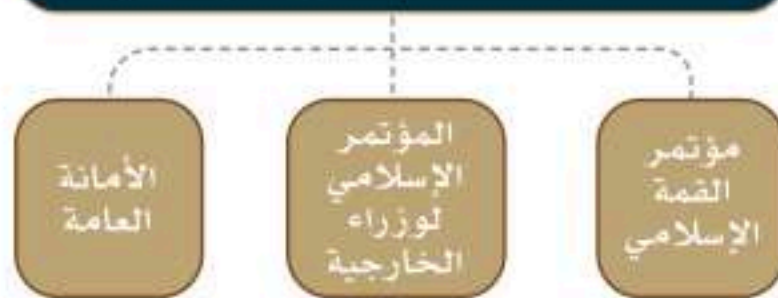 مؤتمر
القمة
الإسلامي
المؤتمر
الإسلامي
لوزراء
الخارجية
الأمانة
العامة